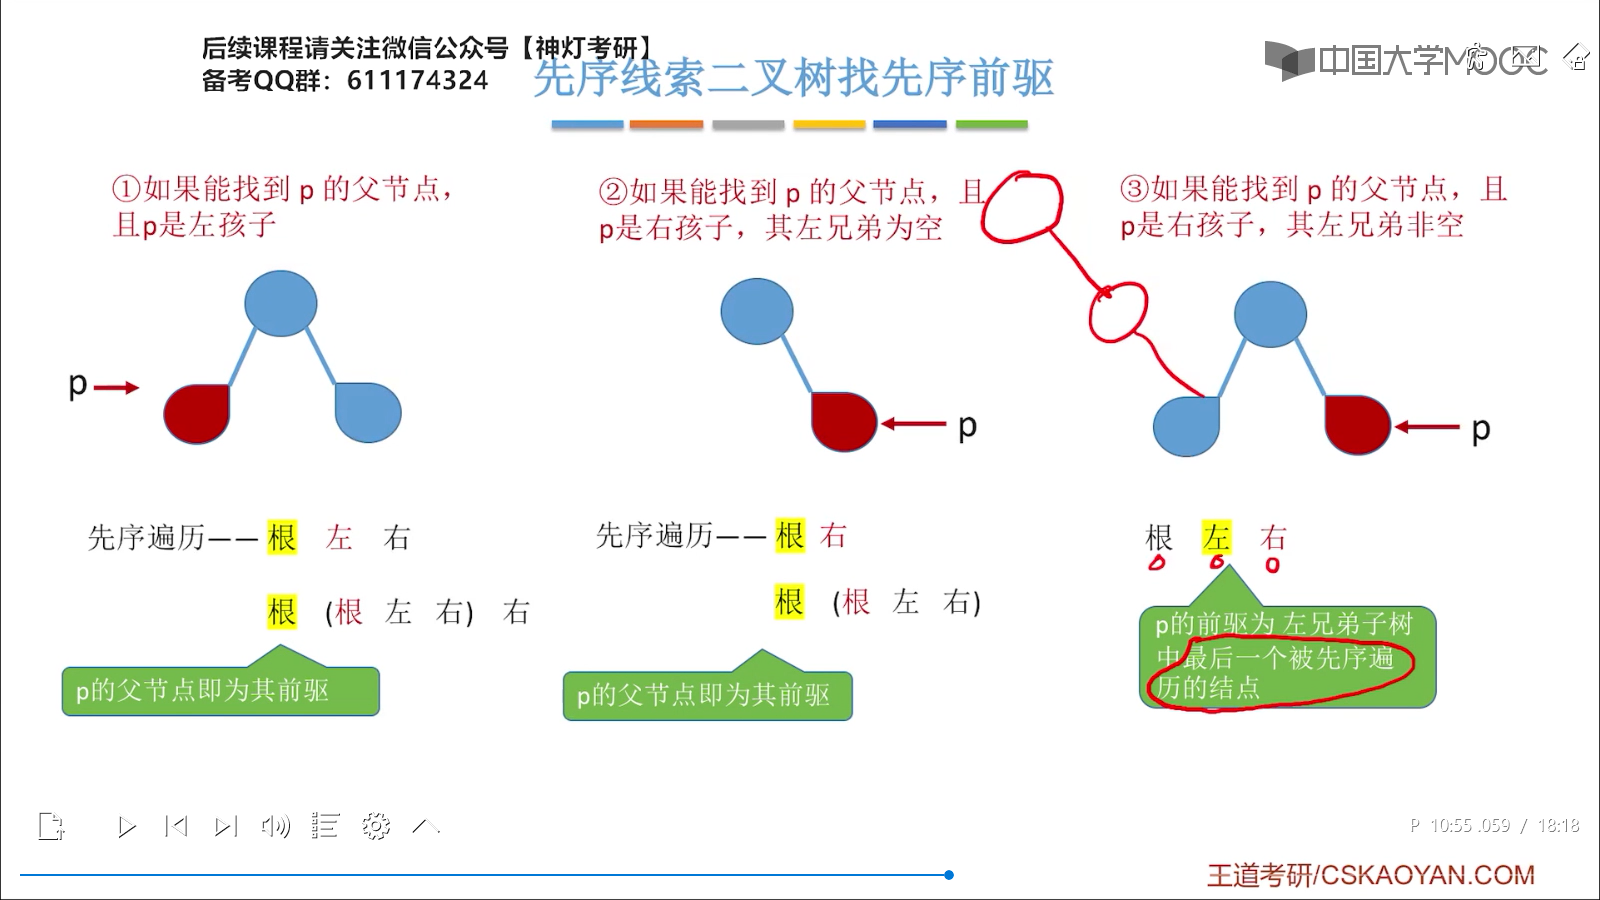 后续课程请关注微信公众号【神灯考研】
备考QQ群：611174324
中国大学MOOC
先序线索二叉树找先序前驱
①如果能找到 p 的父节点，
且p是左孩子
p
先序遍历—— 根 左 右
根 (根 左 右) 右
p的父节点即为其前驱
②如果能找到 p 的父节点，且
p是右孩子，其左兄弟为空
p
先序遍历—— 根 右
根 (根 左 右)
p的父节点即为其前驱
③如果能找到 p 的父节点，且
p是右孩子，其左兄弟非空
p
根 左 右
p的前驱为 左兄弟子树
中最后一个被先序遍
历的结点
P 10:55 .059 / 18:18
王道考研/CSKAOYAN.COM